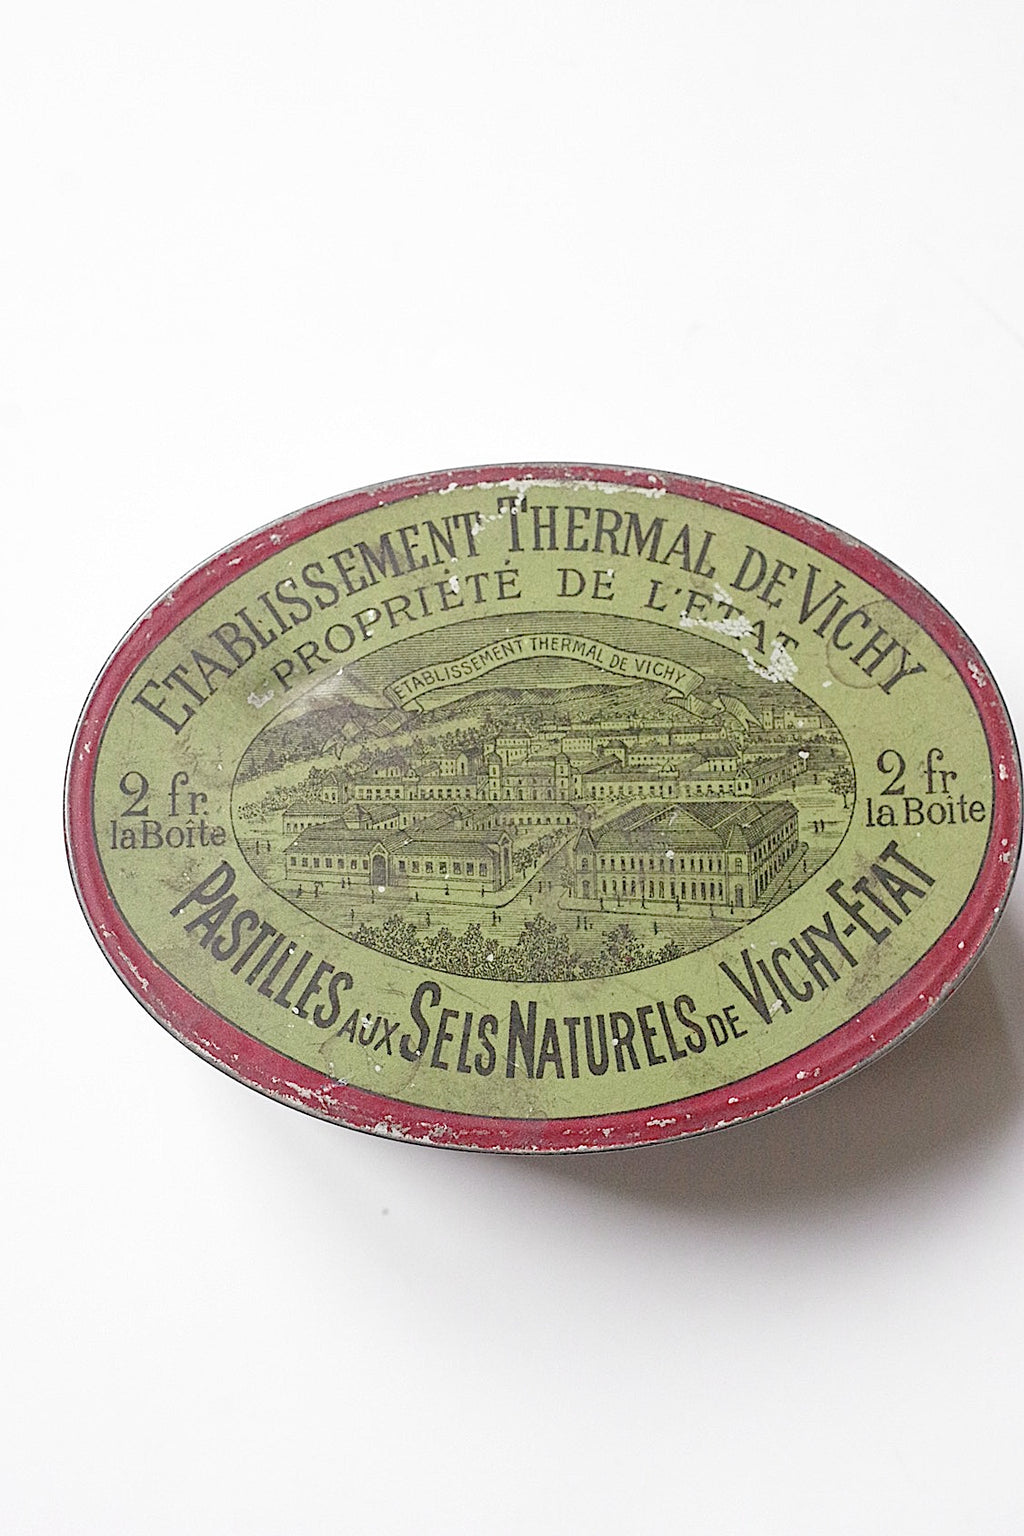 ETABLISSEMENT THERMAL DE VICHY
PROPRIÉTÉ DE L'ETAT
ETABLISSEMENT THERMAL DE VICHY
2 fr.
la Boîte
2 fr
la Boîte
PASTILLES AUX SELS NATURELS DE VICHY-ETAT